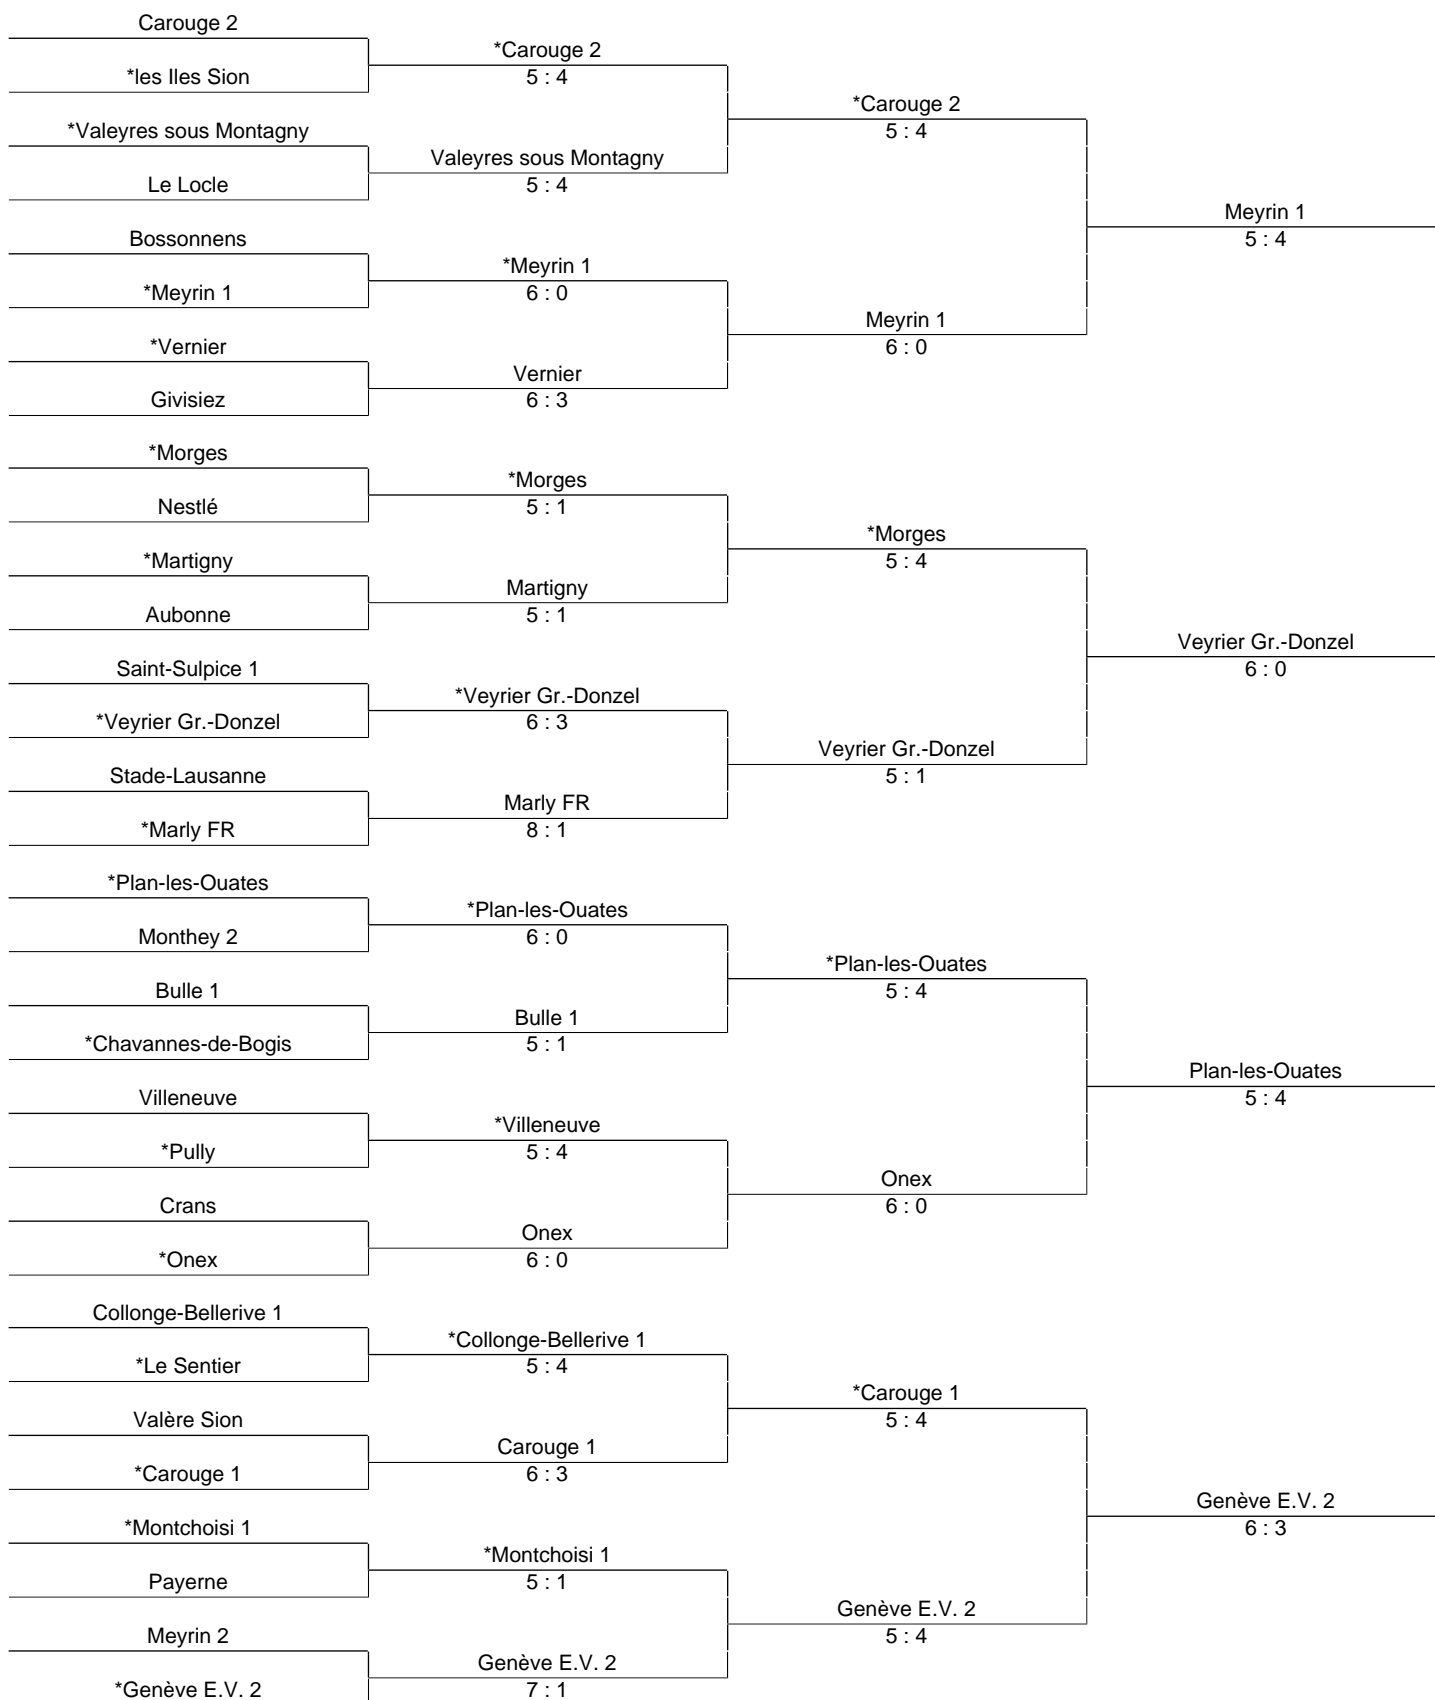 Carouge 2
*Carouge 2
*les Iles Sion
5 : 4
*Carouge 2
*Valeyres sous Montagny
5 : 4
Valeyres sous Montagny
Le Locle
5 : 4
Meyrin 1
Bossonnens
5 : 4
*Meyrin 1
*Meyrin 1
6 : 0
Meyrin 1
*Vernier
6 : 0
Vernier
Givisiez
6 : 3
*Morges
*Morges
Nestlé
5 : 1
*Morges
*Martigny
5 : 4
Martigny
Aubonne
5 : 1
Veyrier Gr.-Donzel
Saint-Sulpice 1
6 : 0
*Veyrier Gr.-Donzel
*Veyrier Gr.-Donzel
6 : 3
Veyrier Gr.-Donzel
Stade-Lausanne
5 : 1
Marly FR
*Marly FR
8 : 1
*Plan-les-Ouates
*Plan-les-Ouates
Monthey 2
6 : 0
*Plan-les-Ouates
Bulle 1
5 : 4
Bulle 1
*Chavannes-de-Bogis
5 : 1
Plan-les-Ouates
Villeneuve
5 : 4
*Villeneuve
*Pully
5 : 4
Onex
Crans
6 : 0
Onex
*Onex
6 : 0
Collonge-Bellerive 1
*Collonge-Bellerive 1
*Le Sentier
5 : 4
*Carouge 1
Valère Sion
5 : 4
Carouge 1
*Carouge 1
6 : 3
Genève E.V. 2
*Montchoisi 1
6 : 3
*Montchoisi 1
Payerne
5 : 1
Genève E.V. 2
Meyrin 2
5 : 4
Genève E.V. 2
*Genève E.V. 2
7 : 1